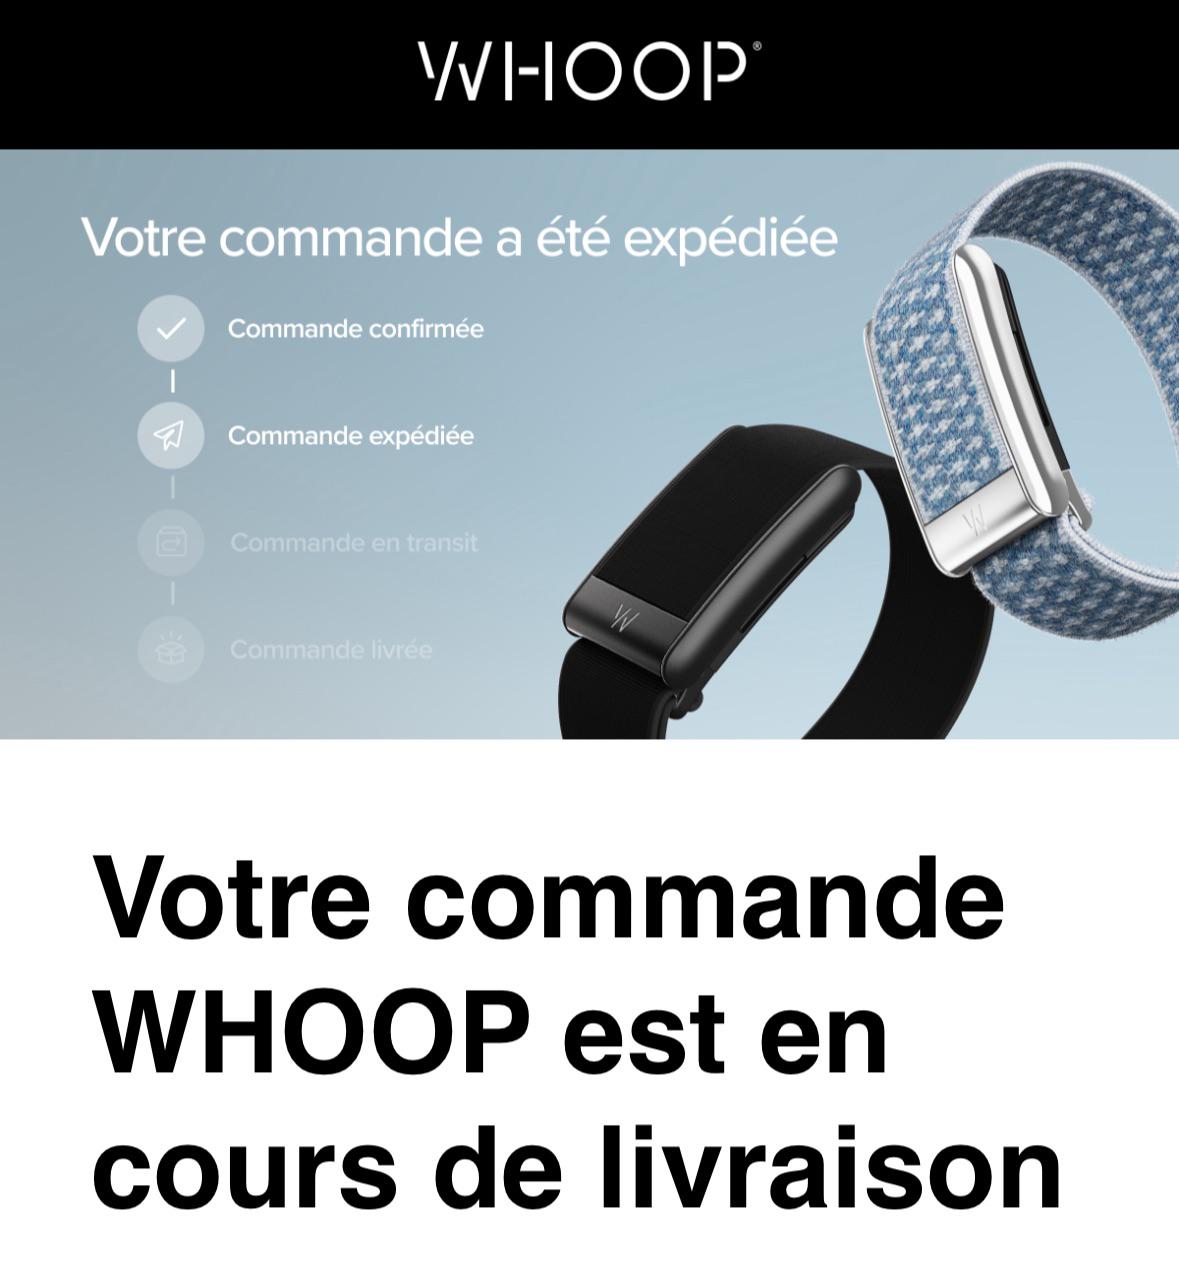 WHOOP®
Votre commande a été expédiée
Commande confirmée
Commande expédiée
Commande en transit
Commande livrée
Votre commande
WHOOP est en
cours de livraison